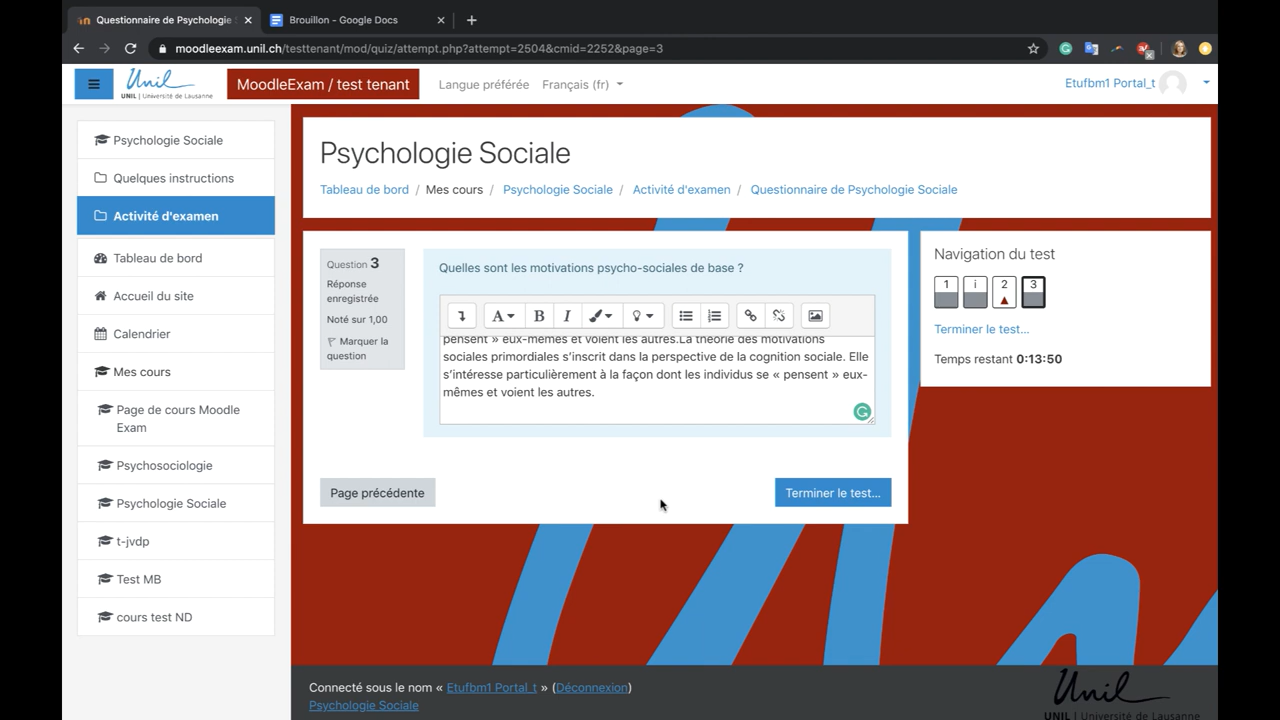 Questionnaire de Psychologie
Brouillon - Google Docs
moodleexam.unil.ch/testtenant/mod/quiz/attempt.php?attempt=2504&cmid=2252&page=3
Unil
UNIL | Université de Lausanne
MoodleExam / test tenant
Langue préférée
Français (fr)
Etufbm1 Portal_t
Psychologie Sociale
Quelques instructions
Activité d'examen
Tableau de bord
Accueil du site
Calendrier
Mes cours
Page de cours Moodle
Exam
Psychosociologie
Psychologie Sociale
t-jvdp
Test MB
cours test ND
Psychologie Sociale
Tableau de bord / Mes cours / Psychologie Sociale / Activité d'examen / Questionnaire de Psychologie Sociale
Question 3
Réponse
enregistrée
Noté sur 1,00
Marquer la
question
Quelles sont les motivations psycho-sociales de base ?
A B I
pensent » eux-mêmes et voient les autres.La théorie des motivations
sociales primordiales s'inscrit dans la perspective de la cognition sociale. Elle
s'intéresse particulièrement à la façon dont les individus se « pensent » eux-
mêmes et voient les autres.
Page précédente
Terminer le test...
Navigation du test
1 i 2 3
Terminer le test...
Temps restant 0:13:50
Connecté sous le nom « Etufbm1 Portal_t » (Déconnexion)
Psychologie Sociale
Unil
UNIL | Université de Lausanne